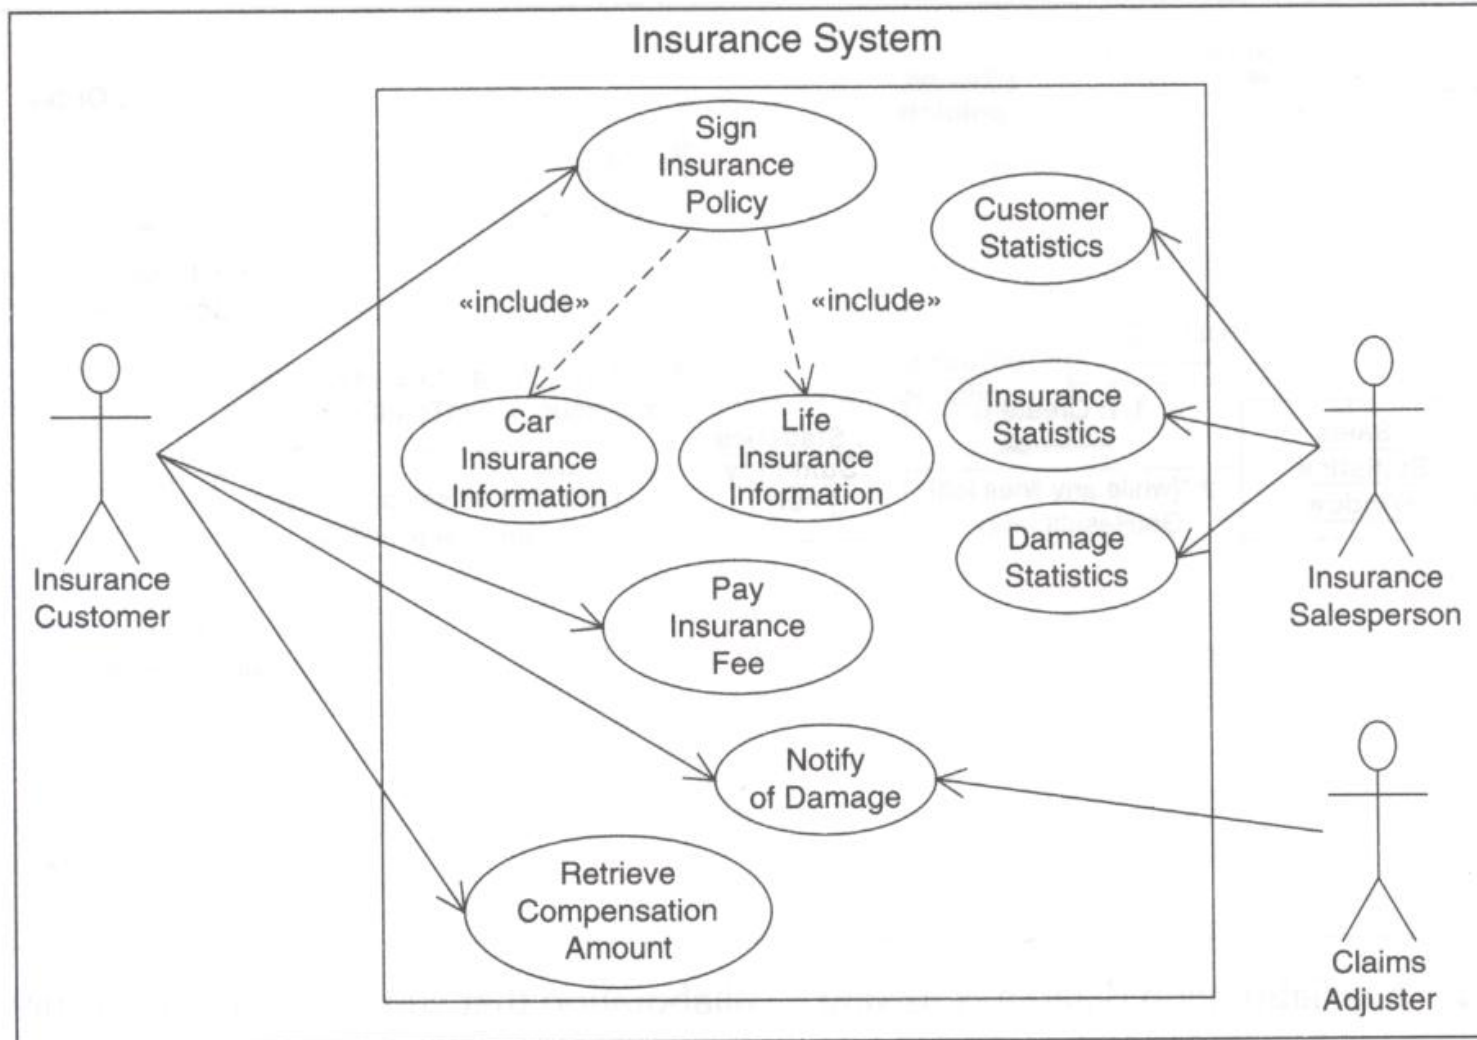 Insurance System
Sign
Insurance
Policy
Customer
Statistics
«include»
«include»
Car
Insurance
Information
Life
Insurance
Information
Insurance
Statistics
Damage
Statistics
Insurance
Customer
Insurance
Salesperson
Pay
Insurance
Fee
Notify
of Damage
Retrieve
Compensation
Amount
Claims
Adjuster